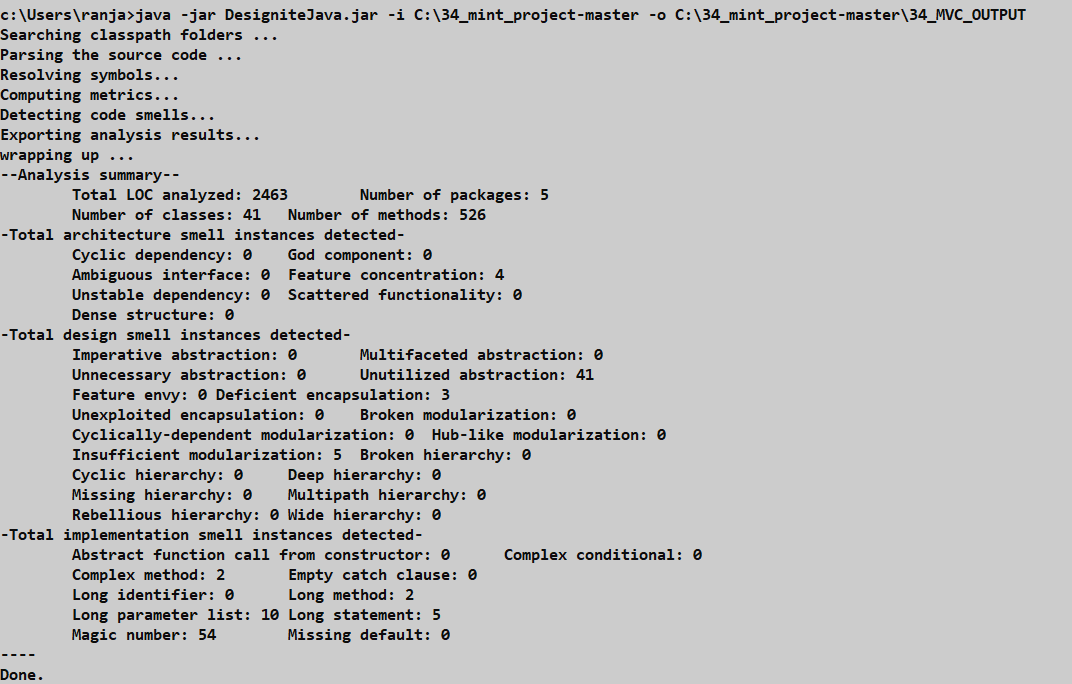 c:\Users\ranja>java -jar DesigniteJava.jar -i C:\34_mint_project-master -o C:\34_mint_project-master\34_MVC_OUTPUT
Searching classpath folders ...
Parsing the source code ...
Resolving symbols...
Computing metrics...
Detecting code smells...
Exporting analysis results...
wrapping up ...
--Analysis summary--
        Total LOC analyzed: 2463        Number of packages: 5
        Number of classes: 41   Number of methods: 526
-Total architecture smell instances detected-
        Cyclic dependency: 0    God component: 0
        Ambiguous interface: 0  Feature concentration: 4
        Unstable dependency: 0  Scattered functionality: 0
        Dense structure: 0
-Total design smell instances detected-
        Imperative abstraction: 0       Multifaceted abstraction: 0
        Unnecessary abstraction: 0      Unutilized abstraction: 41
        Feature envy: 0 Deficient encapsulation: 3
        Unexploited encapsulation: 0    Broken modularization: 0
        Cyclically-dependent modularization: 0  Hub-like modularization: 0
        Insufficient modularization: 5  Broken hierarchy: 0
        Cyclic hierarchy: 0     Deep hierarchy: 0
        Missing hierarchy: 0    Multipath hierarchy: 0
        Rebellious hierarchy: 0 Wide hierarchy: 0
-Total implementation smell instances detected-
        Abstract function call from constructor: 0      Complex conditional: 0
        Complex method: 2       Empty catch clause: 0
        Long identifier: 0      Long method: 2
        Long parameter list: 10 Long statement: 5
        Magic number: 54        Missing default: 0
----
Done.